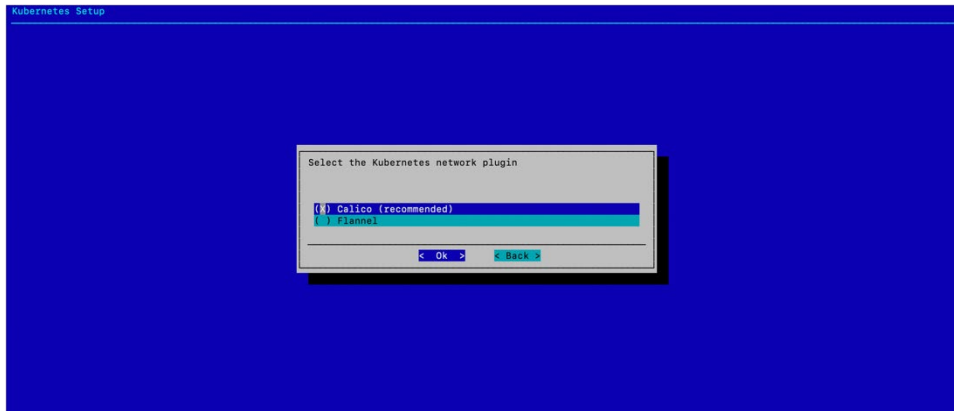 Kubernetes Setup
Select the Kubernetes network plugin
(X) Calico (recommended)
( ) Flannel
< Ok > < Back >